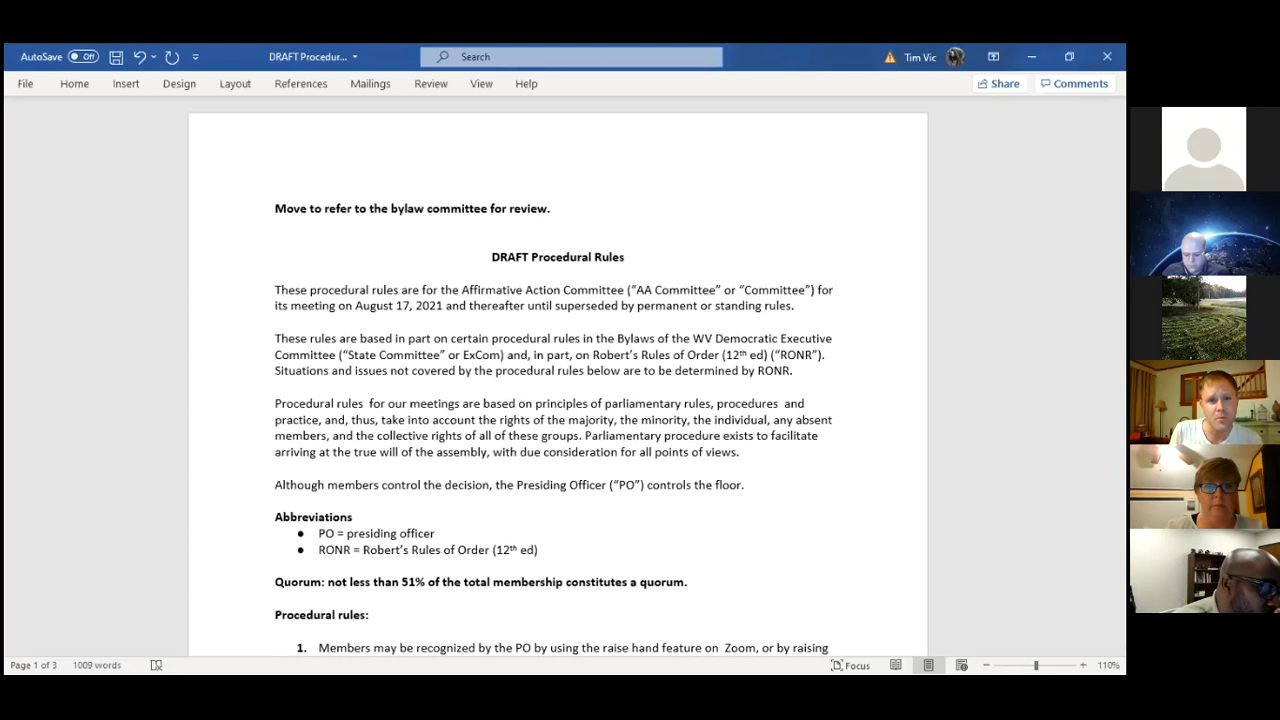 AutoSave Off DRAFT Procedur... Search Tim Vic
File Home Insert Design Layout References Mailings Review View Help Share Comments
Move to refer to the bylaw committee for review.
DRAFT Procedural Rules
These procedural rules are for the Affirmative Action Committee (“AA Committee” or “Committee”) for
its meeting on August 17, 2021 and thereafter until superseded by permanent or standing rules.
These rules are based in part on certain procedural rules in the Bylaws of the WV Democratic Executive
Committee (“State Committee” or ExCom) and, in part, on Robert’s Rules of Order (12th ed) (“RONR”).
Situations and issues not covered by the procedural rules below are to be determined by RONR.
Procedural rules for our meetings are based on principles of parliamentary rules, procedures and
practice, and, thus, take into account the rights of the majority, the minority, the individual, any absent
members, and the collective rights of all of these groups. Parliamentary procedure exists to facilitate
arriving at the true will of the assembly, with due consideration for all points of views.
Although members control the decision, the Presiding Officer (“PO”) controls the floor.
Abbreviations
● PO = presiding officer
● RONR = Robert’s Rules of Order (12th ed)
Quorum: not less than 51% of the total membership constitutes a quorum.
Procedural rules:
1. Members may be recognized by the PO by using the raise hand feature on Zoom, or by raising
Page 1 of 3 1009 words Focus 110%